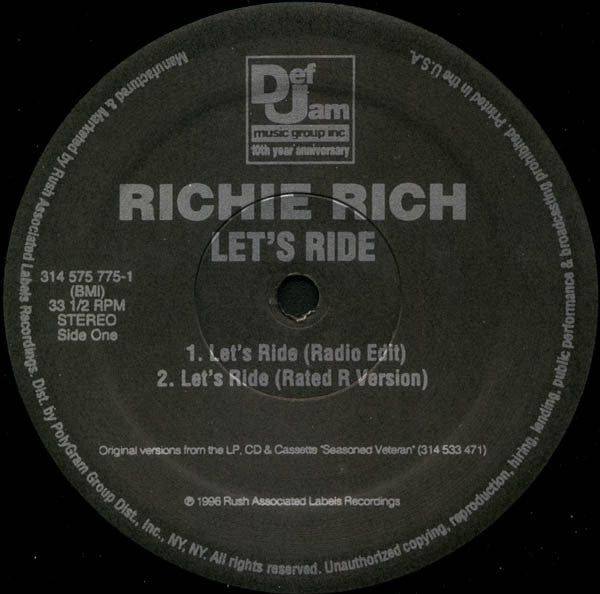 Def
Jam
music group inc.
10th year anniversary
RICHIE RICH
LET'S RIDE
314 575 775-1
(BMI)
33 1/2 RPM
STEREO
Side One
1. Let's Ride (Radio Edit)
2. Let's Ride (Rated R Version)
Original versions from the LP, CD & Cassette "Seasoned Veteran" (314 533 471)
℗ 1996 Rush Associated Labels Recordings
Manufactured & Marketed by Rush Associated Labels Recordings. Dist. by PolyGram Group Dist., Inc., NY, NY. All rights reserved. Unauthorized copying, reproduction, hiring, lending, public performance & broadcasting prohibited. Printed in the U.S.A.